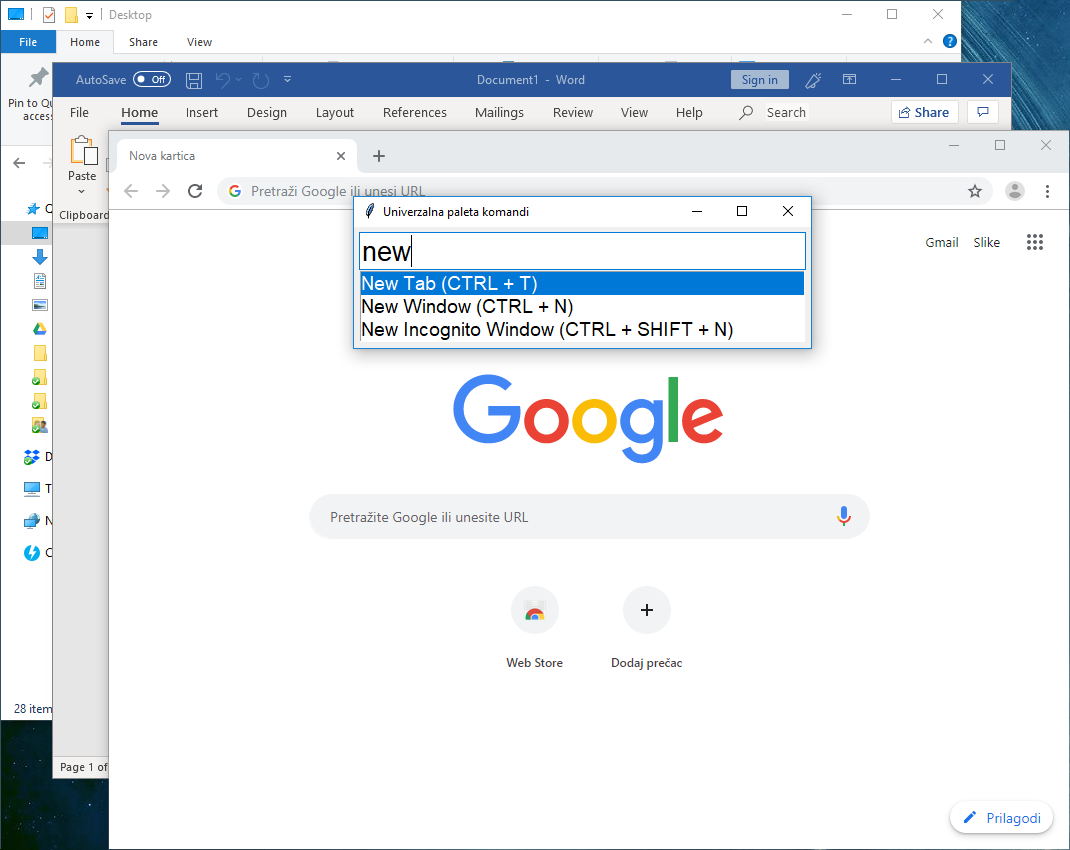 Desktop
File Home Share View
Pin to Qu
access
AutoSave Off Document1 - Word Sign in
File Home Insert Design Layout References Mailings Review View Help Search Share
Paste
Clipboard
Nova kartica
Pretraži Google ili unesi URL
Univerzalna paleta komandi
new
New Tab (CTRL + T)
New Window (CTRL + N)
New Incognito Window (CTRL + SHIFT + N)
Gmail Slike
Google
Pretražite Google ili unesite URL
Web Store Dodaj prečac
28 item
Page 1 of
Prilagodi